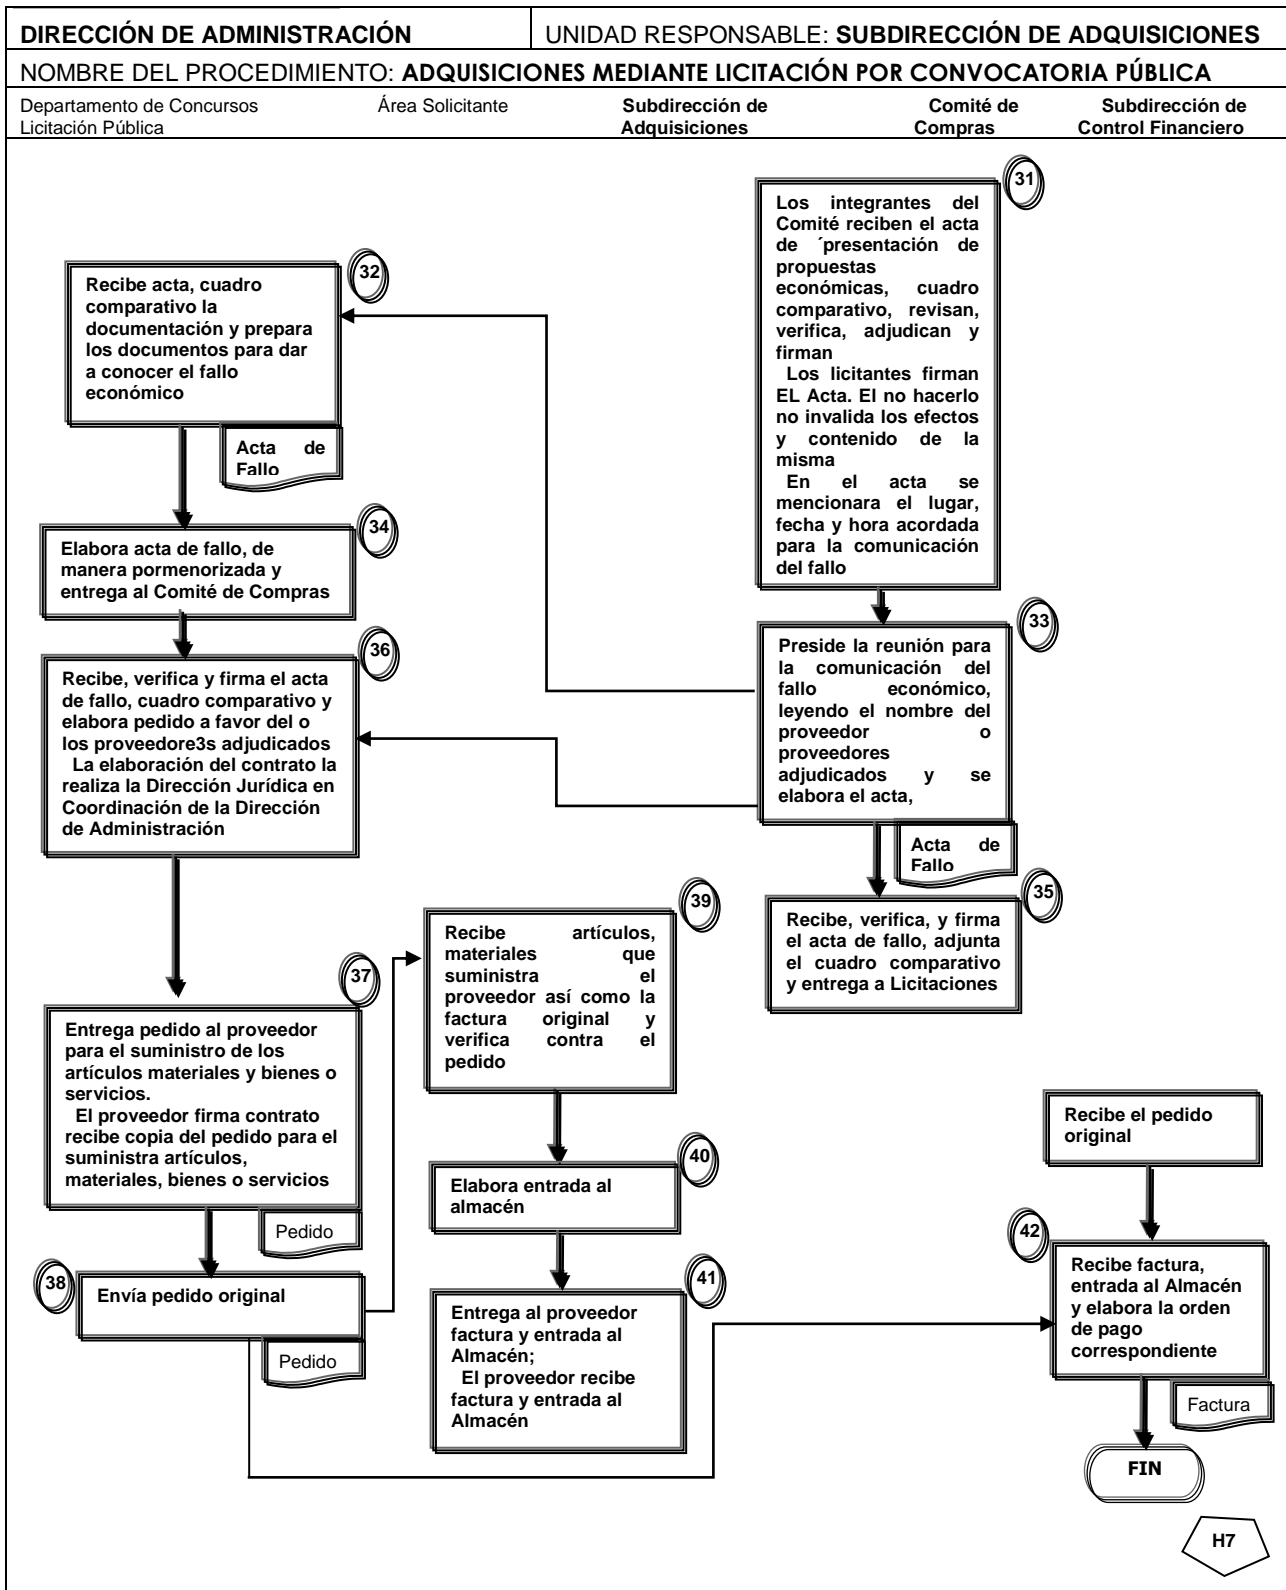 DIRECCIÓN DE ADMINISTRACIÓN
UNIDAD RESPONSABLE: SUBDIRECCIÓN DE ADQUISICIONES
NOMBRE DEL PROCEDIMIENTO: ADQUISICIONES MEDIANTE LICITACIÓN POR CONVOCATORIA PÚBLICA
Departamento de Concursos
Licitación Pública
Área Solicitante
Subdirección de
Adquisiciones
Comité de
Compras
Subdirección de
Control Financiero
31
Los integrantes del
Comité reciben el acta
de ´presentación de
propuestas
económicas, cuadro
comparativo, revisan,
verifica, adjudican y
firman
Los licitantes firman
EL Acta. El no hacerlo
no invalida los efectos
y contenido de la
misma
En el acta se
mencionara el lugar,
fecha y hora acordada
para la comunicación
del fallo
32
Recibe acta, cuadro
comparativo la
documentación y prepara
los documentos para dar
a conocer el fallo
económico
Acta de
Fallo
34
Elabora acta de fallo, de
manera pormenorizada y
entrega al Comité de Compras
33
Preside la reunión para
la comunicación del
fallo económico,
leyendo el nombre del
proveedor o
proveedores
adjudicados y se
elabora el acta,
Acta de
Fallo
36
Recibe, verifica y firma el acta
de fallo, cuadro comparativo y
elabora pedido a favor del o
los proveedore3s adjudicados
La elaboración del contrato la
realiza la Dirección Jurídica en
Coordinación de la Dirección
de Administración
35
Recibe, verifica, y firma
el acta de fallo, adjunta
el cuadro comparativo
y entrega a Licitaciones
39
Recibe artículos,
materiales que
suministra el
proveedor así como la
factura original y
verifica contra el
pedido
37
Entrega pedido al proveedor
para el suministro de los
artículos materiales y bienes o
servicios.
El proveedor firma contrato
recibe copia del pedido para el
suministra artículos,
materiales, bienes o servicios
Pedido
40
Elabora entrada al
almacén
Recibe el pedido
original
38
Envía pedido original
Pedido
41
Entrega al proveedor
factura y entrada al
Almacén;
El proveedor recibe
factura y entrada al
Almacén
42
Recibe factura,
entrada al Almacén
y elabora la orden
de pago
correspondiente
Factura
FIN
H7